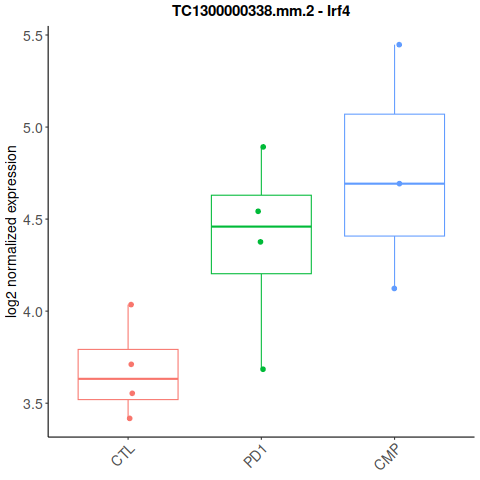 TC1300000338.mm.2 - Irf4
log2 normalized expression
5.5
5.0
4.5
4.0
3.5
CTL
PD1
CMP